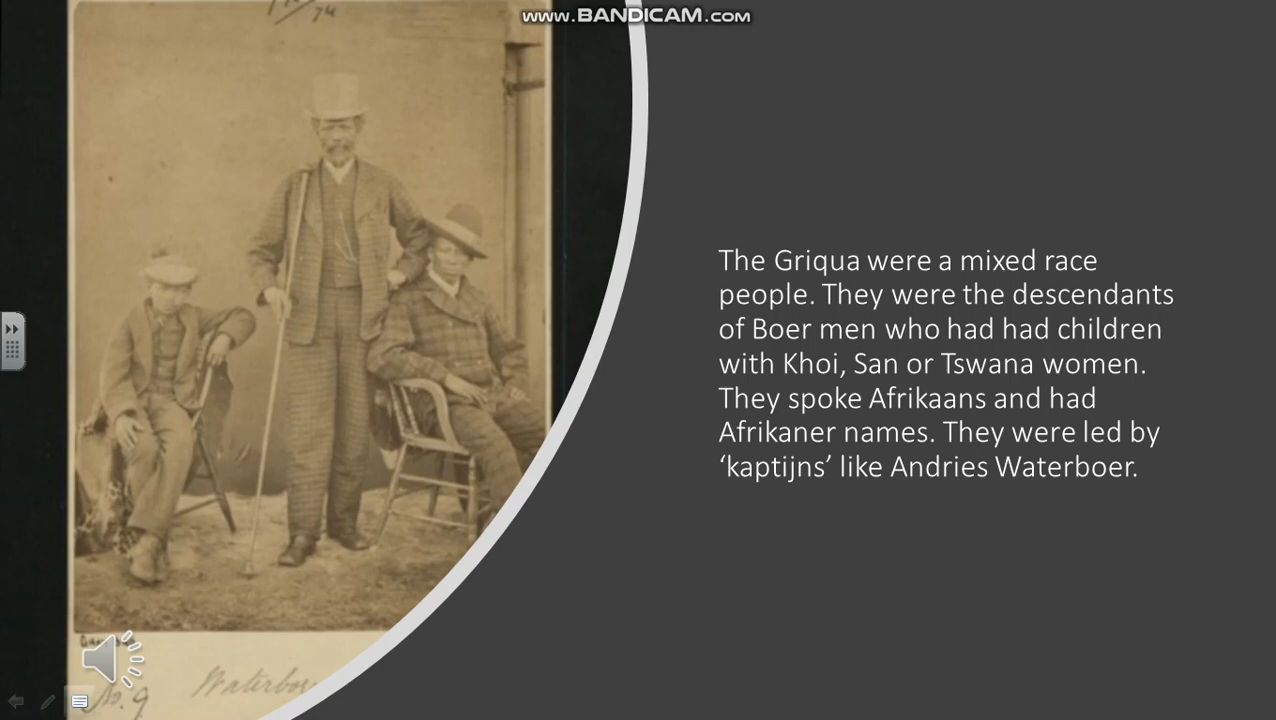 www.BANDICAM.com
The Griqua were a mixed race
people. They were the descendants
of Boer men who had had children
with Khoi, San or Tswana women.
They spoke Afrikaans and had
Afrikaner names. They were led by
‘kaptijns’ like Andries Waterboer.
No. 9